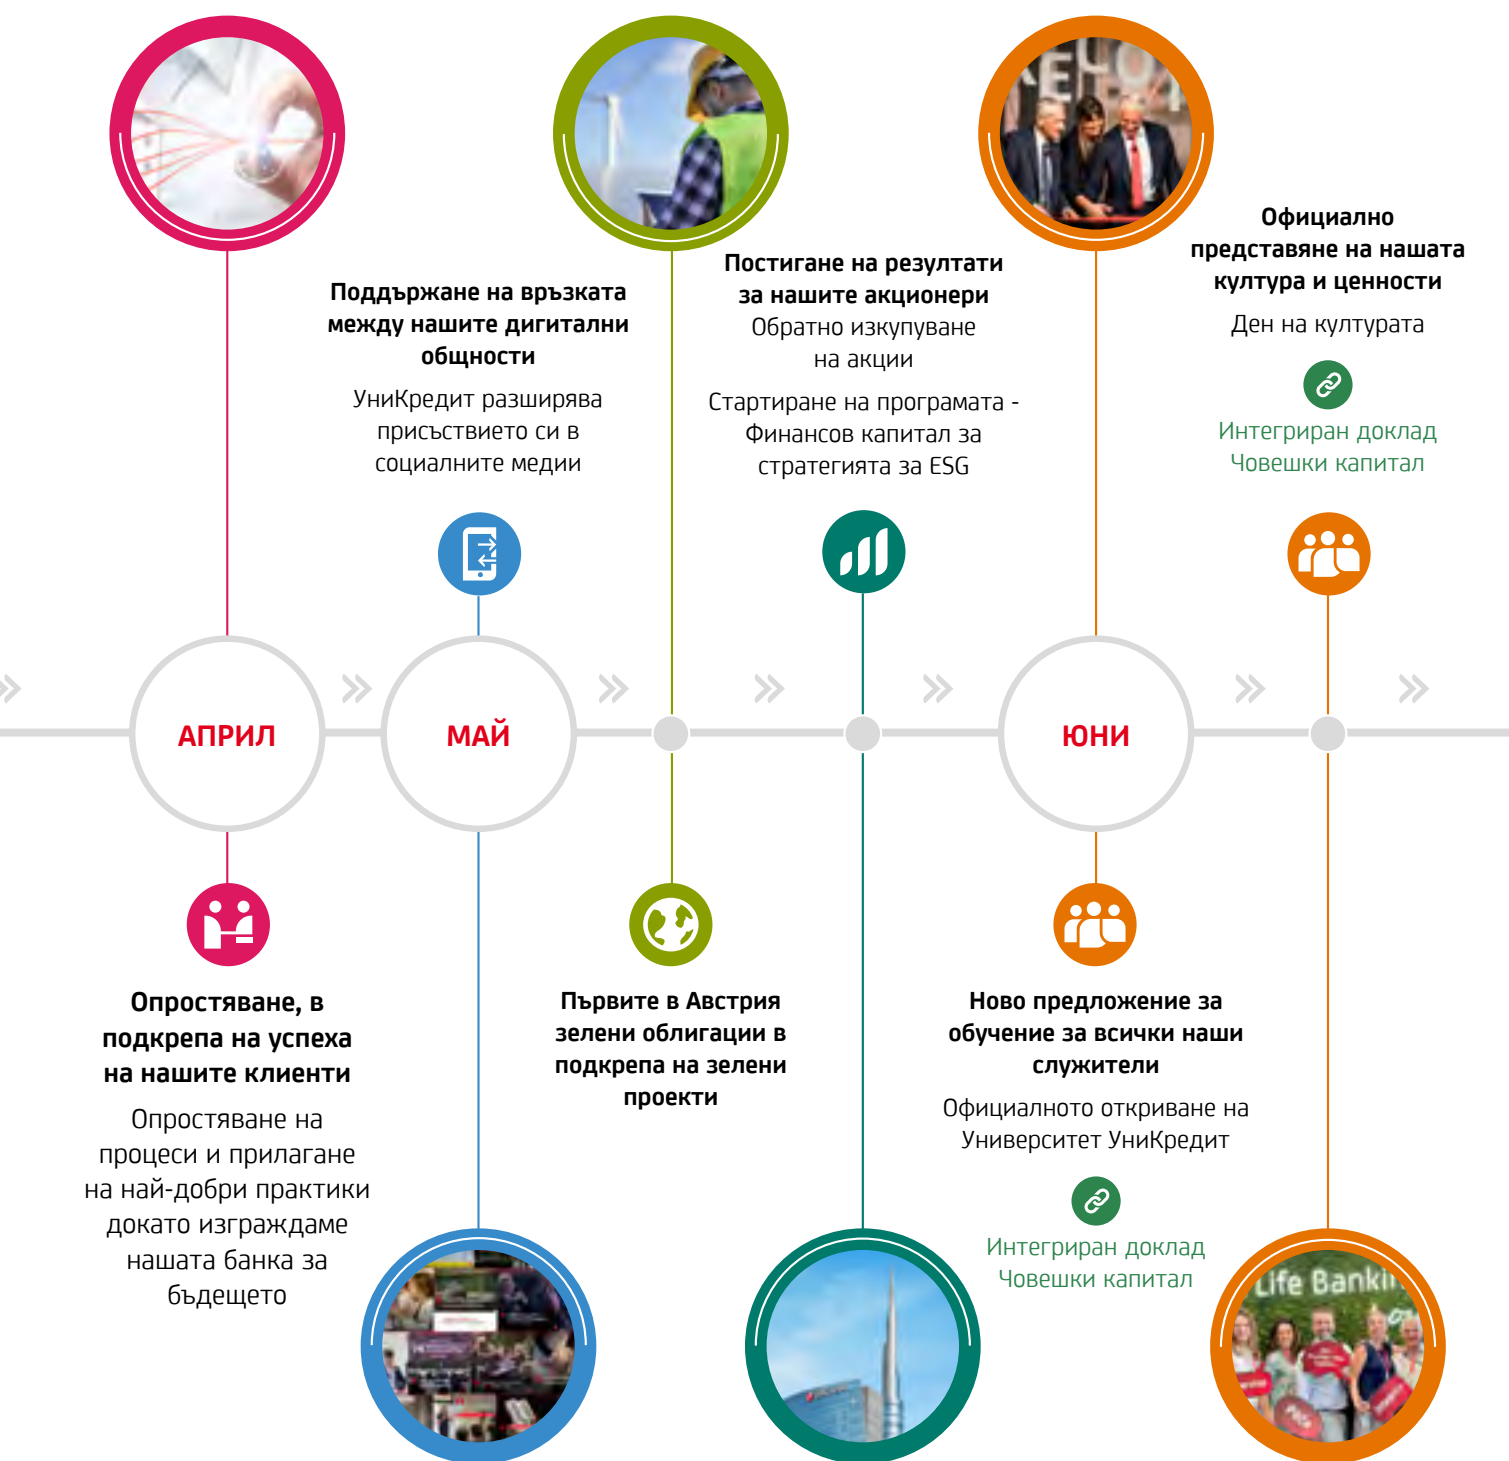 Поддържане на връзката
между нашите дигитални
общности
УниКредит разширява
присъствието си в
социалните медии
Постигане на резултати
за нашите акционери
Обратно изкупуване
на акции
Стартиране на програмата -
Финансов капитал за
стратегията за ESG
Официално
представяне на нашата
култура и ценности
Ден на културата
Интегриран доклад
Човешки капитал
АПРИЛ
МАЙ
ЮНИ
Опростяване, в
подкрепа на успеха
на нашите клиенти
Опростяване на
процеси и прилагане
на най-добри практики
докато изграждаме
нашата банка за
бъдещето
Първите в Австрия
зелени облигации в
подкрепа на зелени
проекти
Ново предложение за
обучение за всички наши
служители
Официалното откриване на
Университет УниКредит
Интегриран доклад
Човешки капитал
Life Bankin